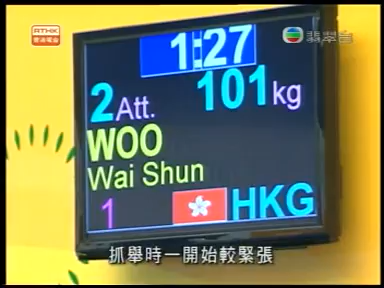 RTHK
香港電台
翡翠台
1:27
2 Att. 101 kg
WOO
Wai Shun
1 HKG
抓舉時一開始較緊張